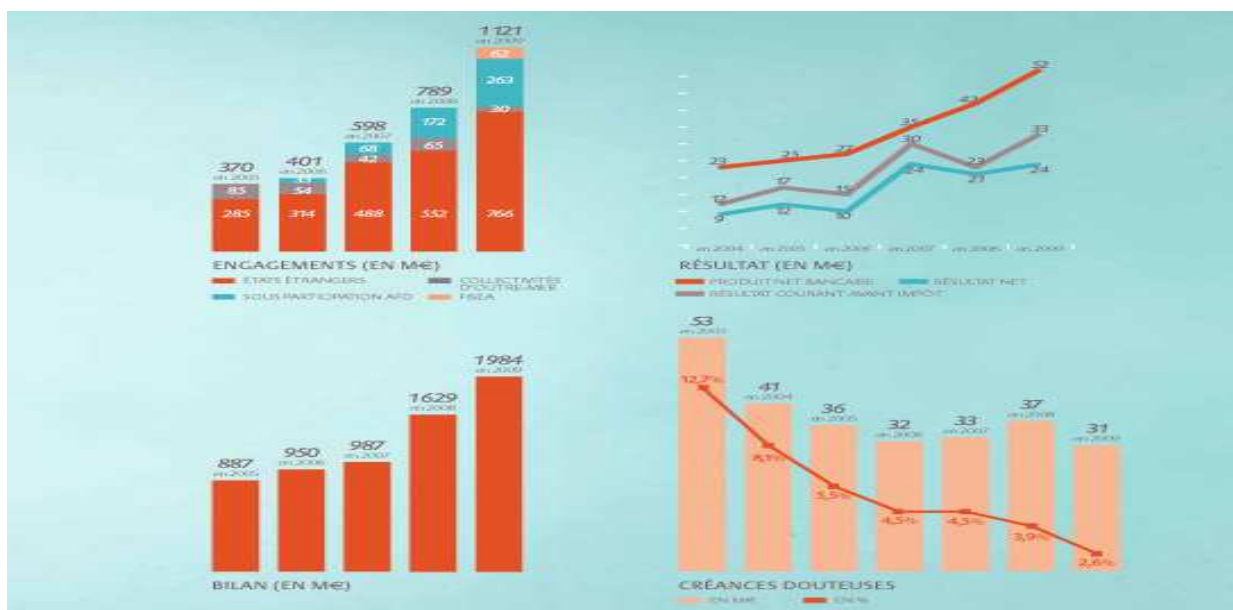 1121
en 2009
62
263
30
766
789
en 2008
172
65
552
598
en 2007
68
42
488
401
en 2006
54
314
370
en 2005
85
285
ENGAGEMENTS (EN M€)
ÉTATS ÉTRANGERS
COLLECTIVITÉS
D'OUTRE-MER
SOUS PARTICIPATION AFD
FISEA
52
43
35
27
25
23
33
23
30
15
17
12
24
23
24
10
12
9
en 2004 en 2005 en 2006 en 2007 en 2008 en 2009
RÉSULTAT (EN M€)
PRODUIT NET BANCAIRE
RÉSULTAT NET
RÉSULTAT COURANT AVANT IMPÔT
1984
en 2009
1629
en 2008
987
en 2007
950
en 2006
887
en 2005
BILAN (EN M€)
53
en 2003
12,7%
41
en 2004
8,1%
36
en 2005
5,5%
32
en 2006
4,5%
33
en 2007
4,5%
37
en 2008
3,9%
31
en 2009
2,6%
CRÉANCES DOUTEUSES
EN M€
EN %